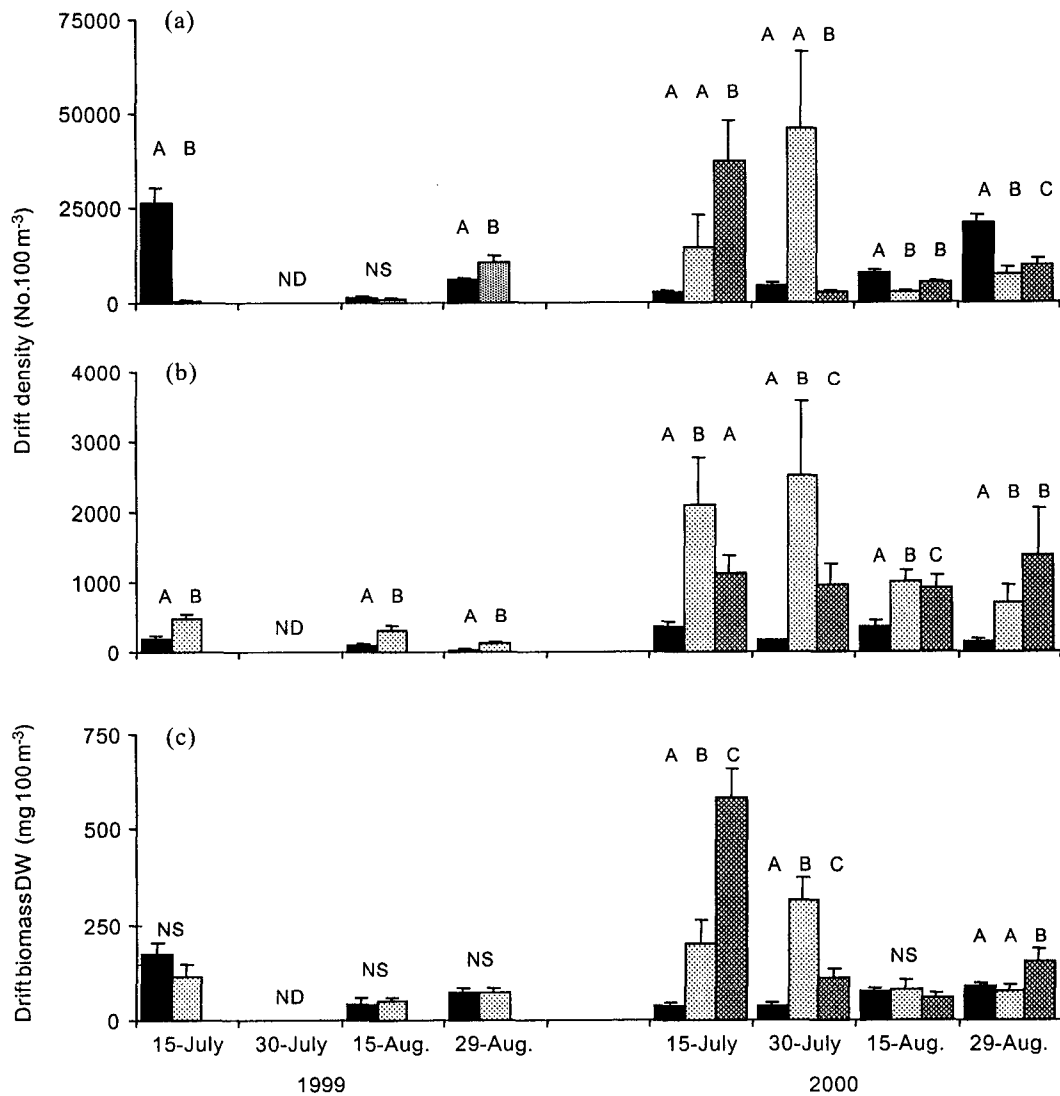 (a)
75000
50000
25000
0
A B
ND
NS
A B
A A B
A A B
A B B
A B C
Drift density (No.100 m-3)
(b)
4000
3000
2000
1000
0
A B
ND
A B
A B
A B A
A B C
A B C
A B B
(c)
750
500
250
0
Drift biomass DW (mg 100 m-3)
NS
ND
NS
NS
A B C
A B C
NS
A A B
15-July 30-July 15-Aug. 29-Aug. 15-July 30-July 15-Aug. 29-Aug.
1999 2000